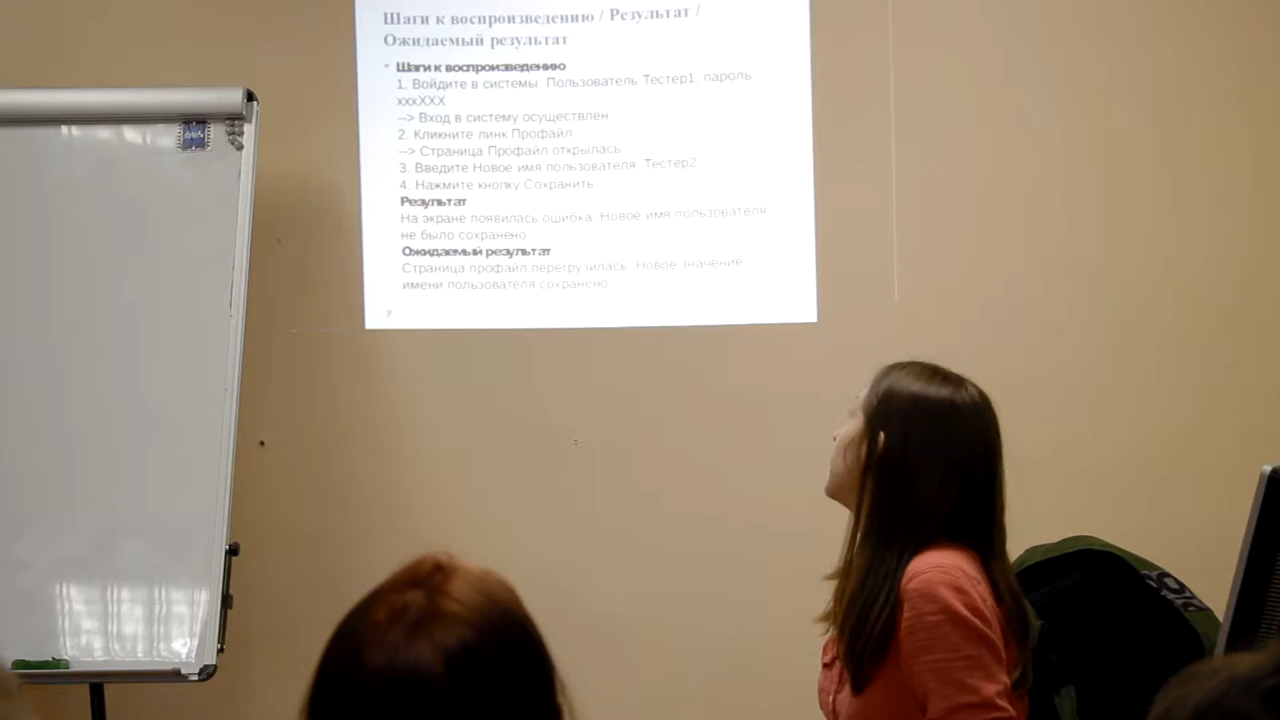 Шаги к воспроизведению / Результат /
Ожидаемый результат
Шаги к воспроизведению
1. Войдите в системы. Пользователь Тестер1, пароль
xxxXXX
--> Вход в систему осуществлен
2. Кликните линк Профайл
--> Страница Профайл открылась
3. Введите Новое имя пользователя: Тестер2
4. Нажмите кнопку Сохранить
Результат
На экране появилась ошибка. Новое имя пользователя
не было сохранено
Ожидаемый результат
Страница профайл перегрузилась. Новое значение
имени пользователя сохранено